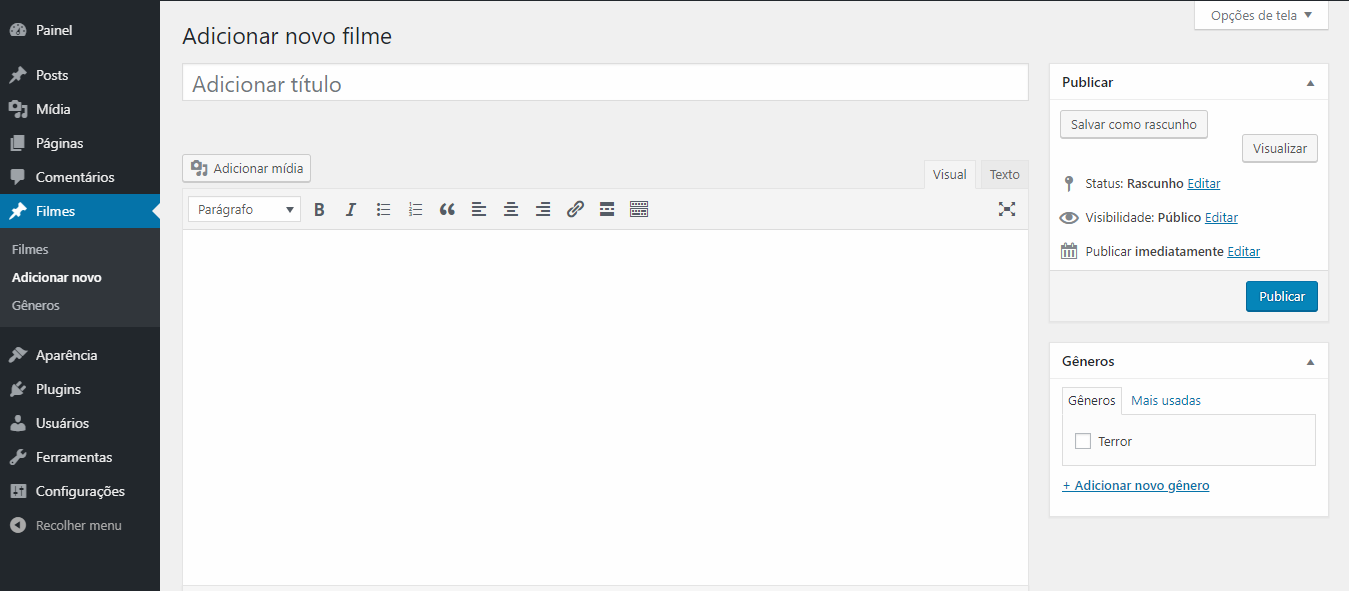 Painel
Posts
Mídia
Páginas
Comentários
Filmes
Filmes
Adicionar novo
Gêneros
Aparência
Plugins
Usuários
Ferramentas
Configurações
Recolher menu
Opções de tela
Adicionar novo filme
Adicionar título
Adicionar mídia
Visual
Texto
Parágrafo
Publicar
Salvar como rascunho
Visualizar
Status: Rascunho Editar
Visibilidade: Público Editar
Publicar imediatamente Editar
Publicar
Gêneros
Gêneros
Mais usadas
Terror
+ Adicionar novo gênero